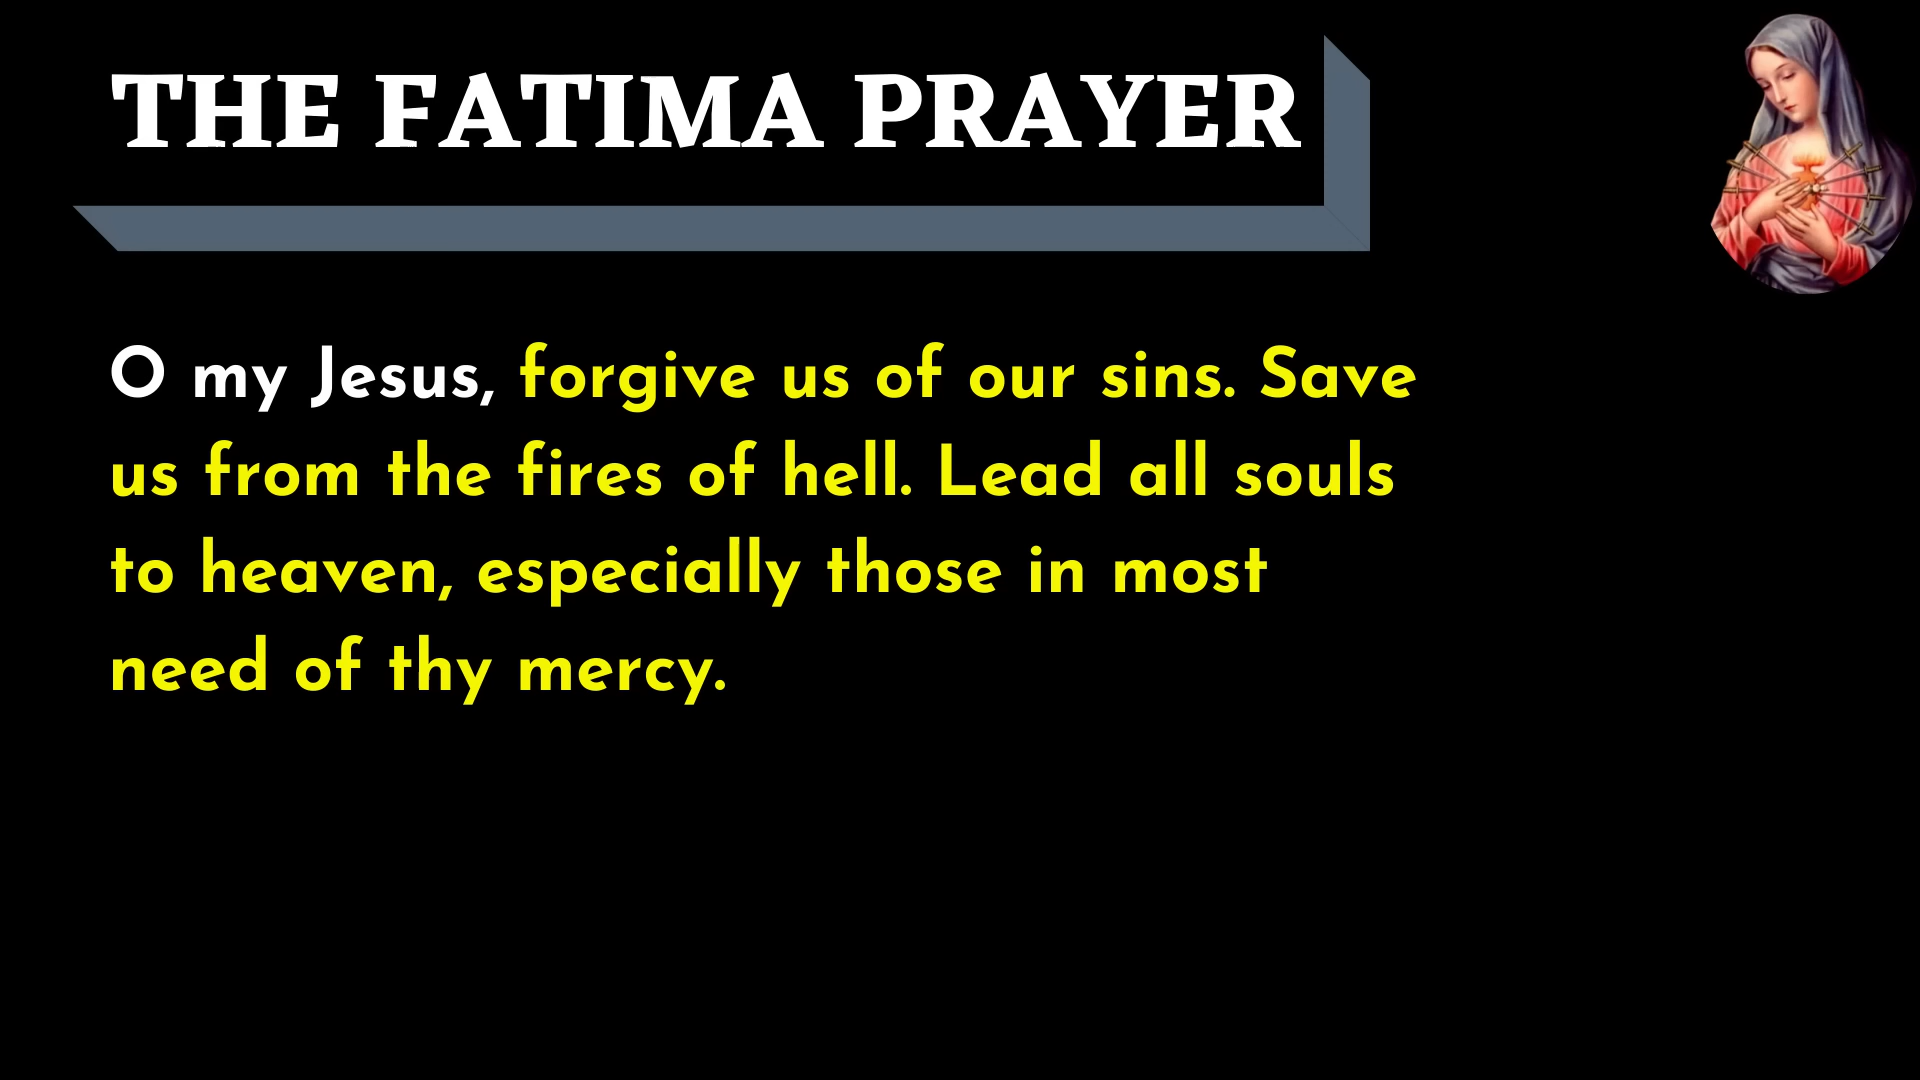 THE FATIMA PRAYER
O my Jesus, forgive us of our sins. Save
us from the fires of hell. Lead all souls
to heaven, especially those in most
need of thy mercy.